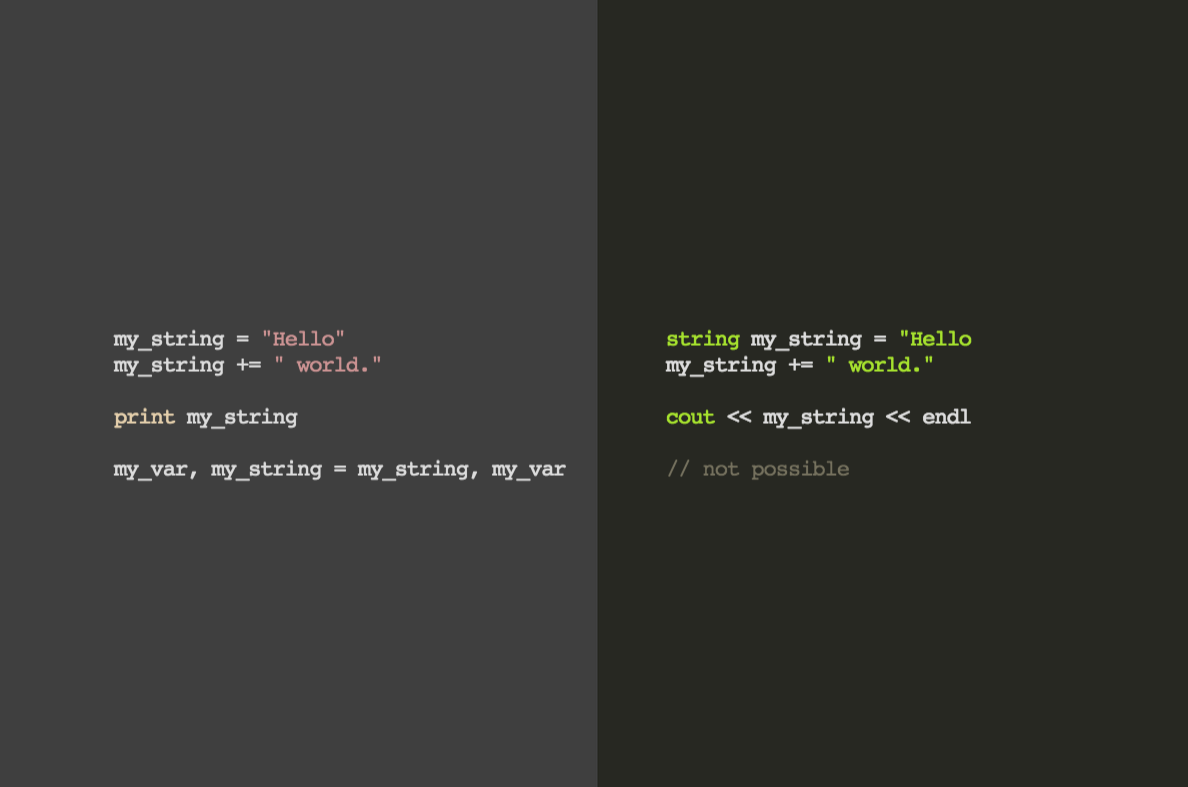 my_string = "Hello"
my_string += " world."
print my_string
my_var, my_string = my_string, my_var
string my_string = "Hello
my_string += " world."
cout << my_string << endl
// not possible